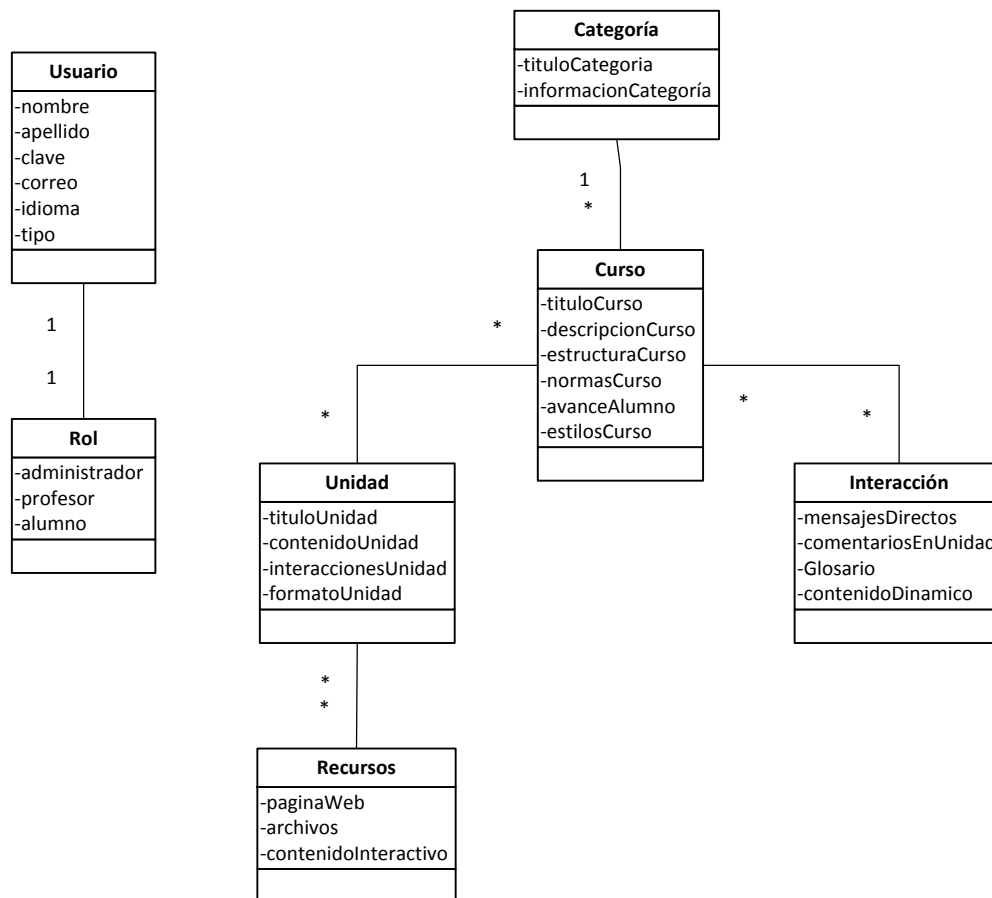 Categoría
-tituloCategoria
-informacionCategoría
Usuario
-nombre
-apellido
-clave
-correo
-idioma
-tipo
1
1
Rol
-administrador
-profesor
-alumno
1
*
Curso
-tituloCurso
-descripcionCurso
-estructuraCurso
-normasCurso
-avanceAlumno
-estilosCurso
*
*
*
*
Unidad
-tituloUnidad
-contenidoUnidad
-interaccionesUnidad
-formatoUnidad
Interacción
-mensajesDirectos
-comentariosEnUnidad
-Glosario
-contenidoDinamico
*
*
Recursos
-paginaWeb
-archivos
-contenidoInteractivo